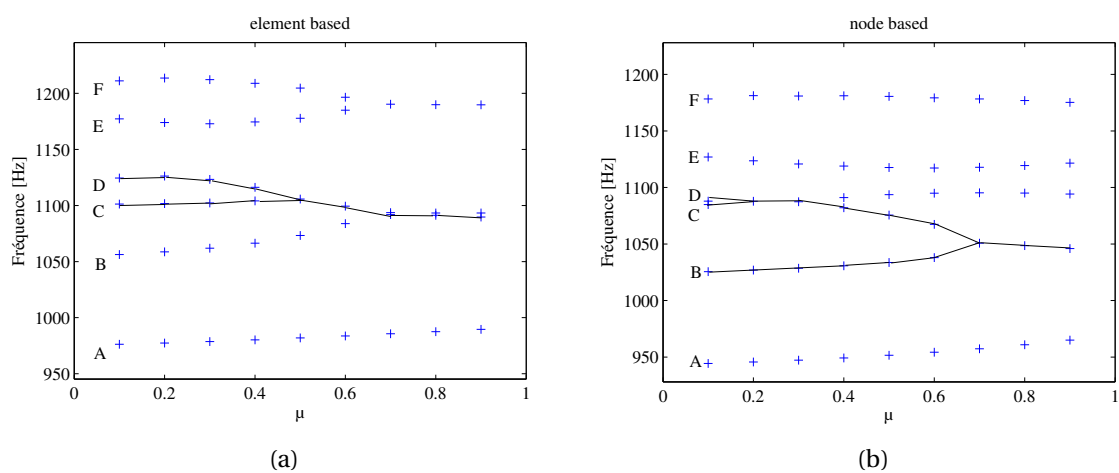 element based
Fréquence [Hz]
1200
1150
1100
1050
1000
950
F
E
D
C
B
A
0
0.2
0.4
0.6
0.8
1
μ
(a)
node based
Fréquence [Hz]
1200
1150
1100
1050
1000
950
F
E
D
C
B
A
0
0.2
0.4
0.6
0.8
1
μ
(b)